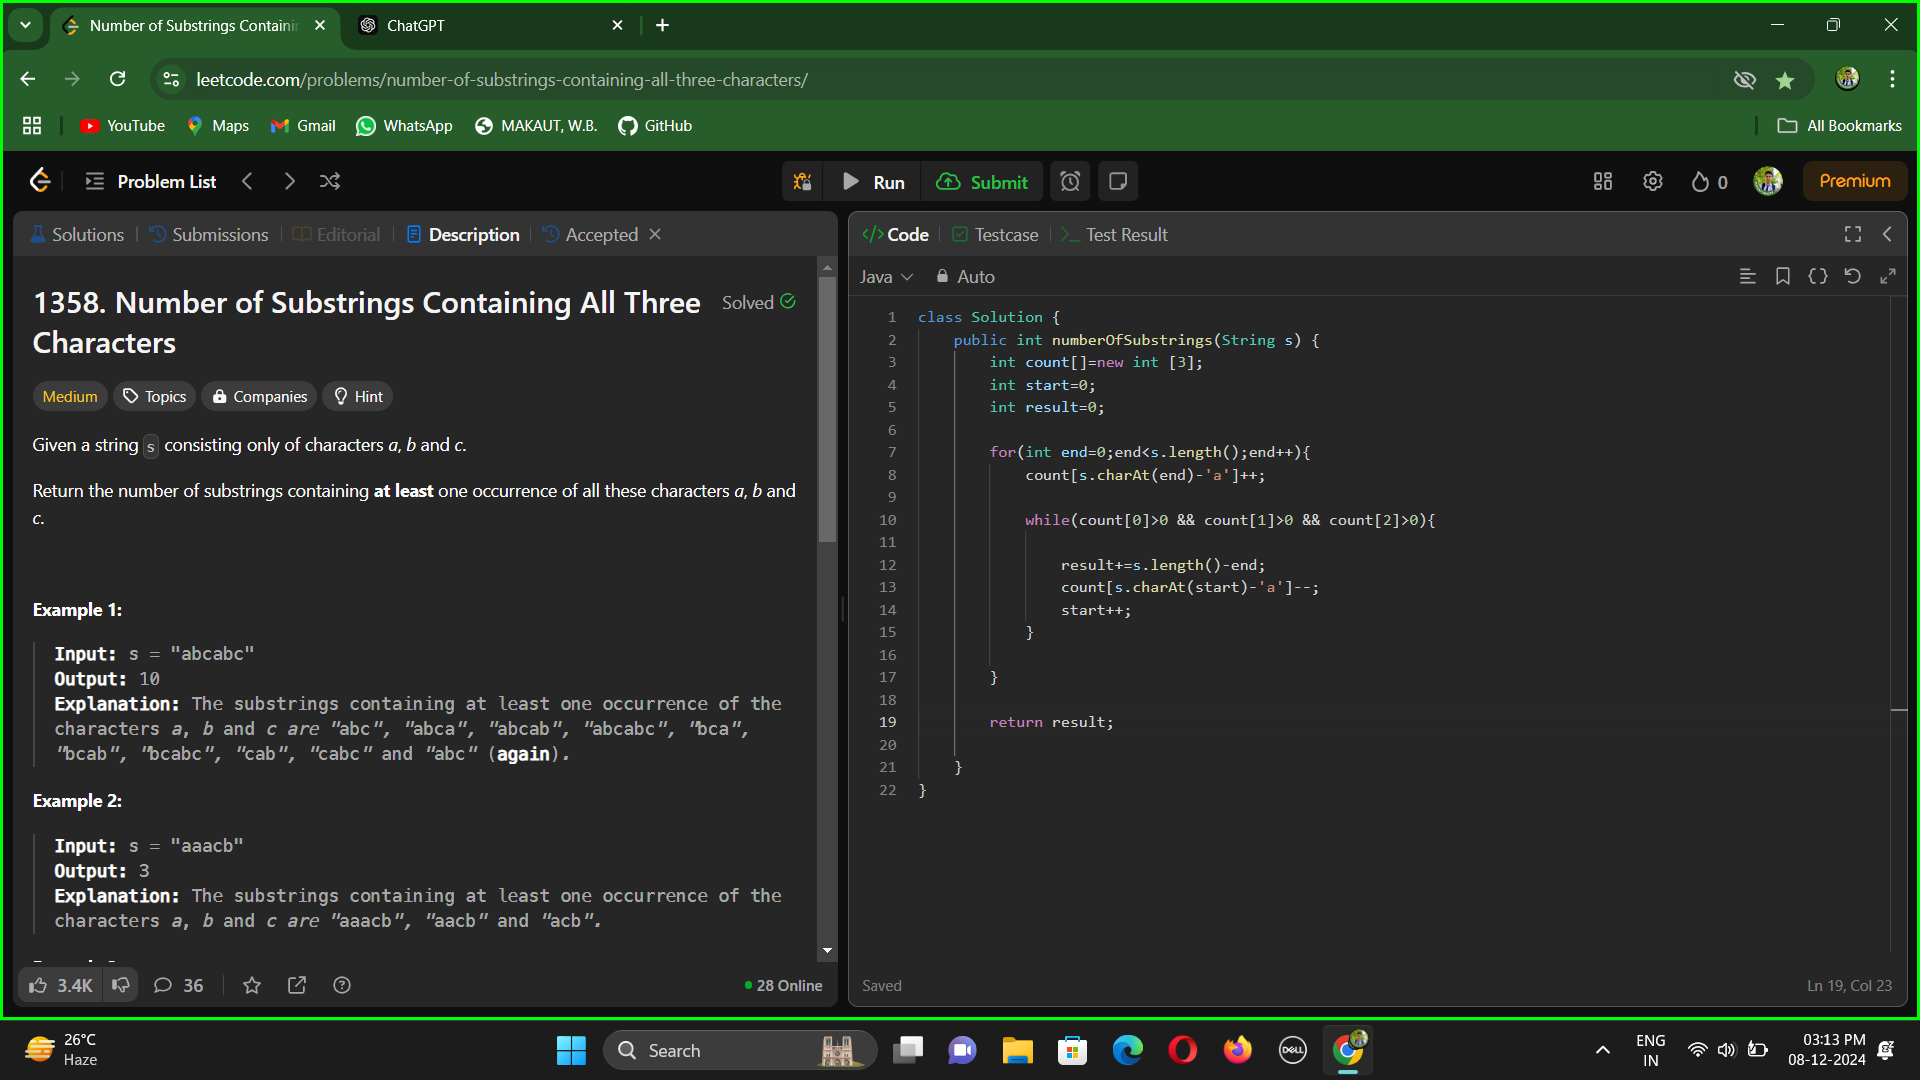 Number of Substrings Containin
ChatGPT
leetcode.com/problems/number-of-substrings-containing-all-three-characters/
YouTube
Maps
Gmail
WhatsApp
MAKAUT, W.B.
GitHub
All Bookmarks
Problem List
Run
Submit
0
Premium
Solutions
Submissions
Editorial
Description
Accepted
1358. Number of Substrings Containing All Three
Characters
Solved
Medium
Topics
Companies
Hint
Given a string s consisting only of characters a, b and c.
Return the number of substrings containing at least one occurrence of all these characters a, b and
c.
Example 1:
Input: s = "abcabc"
Output: 10
Explanation: The substrings containing at least one occurrence of the
characters a, b and c are "abc", "abca", "abcab", "abcabc", "bca",
"bcab", "bcabc", "cab", "cabc" and "abc" (again).
Example 2:
Input: s = "aaacb"
Output: 3
Explanation: The substrings containing at least one occurrence of the
characters a, b and c are "aaacb", "aacb" and "acb".
3.4K
36
28 Online
Code
Testcase
Test Result
Java
Auto
1 class Solution {
2 public int numberOfSubstrings(String s) {
3 int count[]=new int [3];
4 int start=0;
5 int result=0;
6
7 for(int end=0;end<s.length();end++){
8 count[s.charAt(end)-'a']++;
9
10 while(count[0]>0 && count[1]>0 && count[2]>0){
11
12 result+=s.length()-end;
13 count[s.charAt(start)-'a']--;
14 start++;
15 }
16
17 }
18
19 return result;
20
21 }
22 }
Saved
Ln 19, Col 23
26°C
Haze
Search
DELL
ENG
IN
03:13 PM
08-12-2024